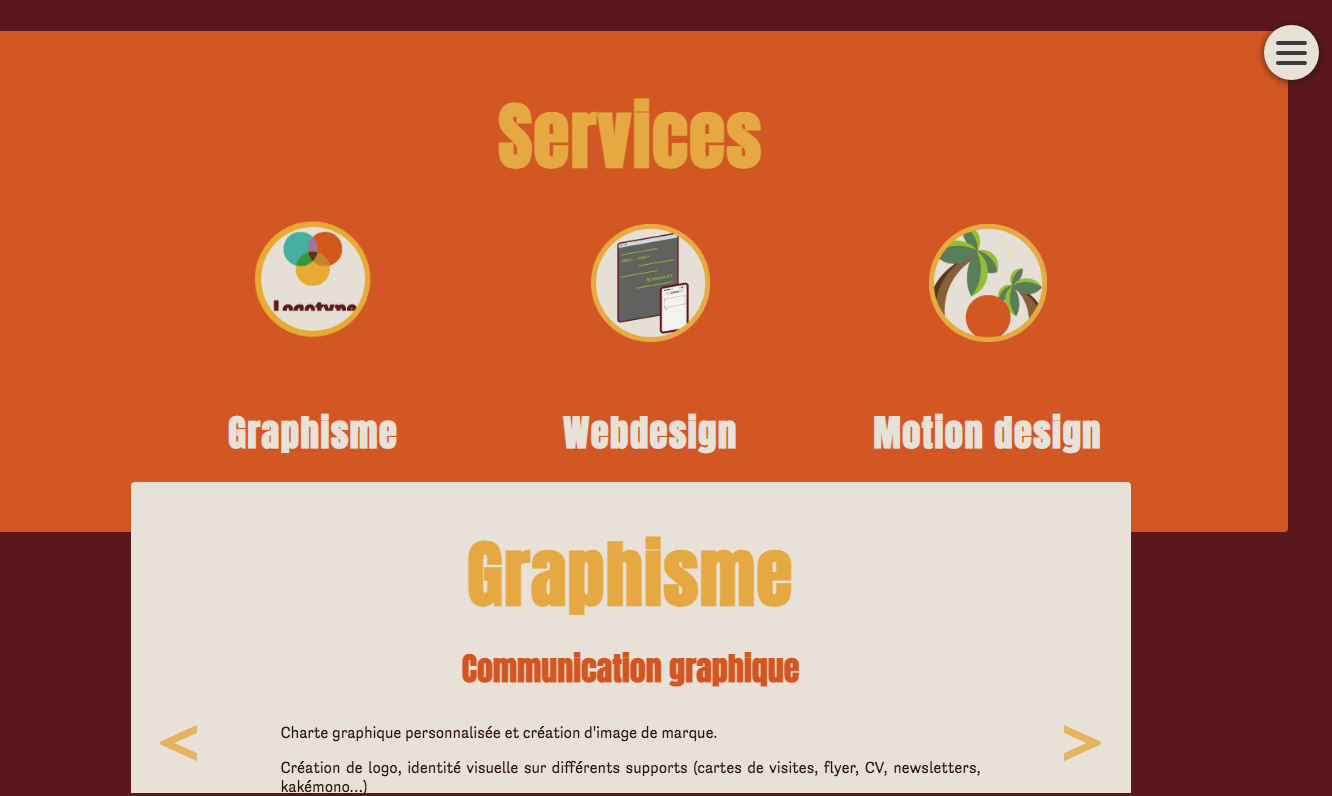 Services
Logotype
Graphisme
Webdesign
Motion design
Graphisme
Communication graphique
< >
Charte graphique personnalisée et création d'image de marque.
Création de logo, identité visuelle sur différents supports (cartes de visites, flyer, CV, newsletters,
kakémono...)